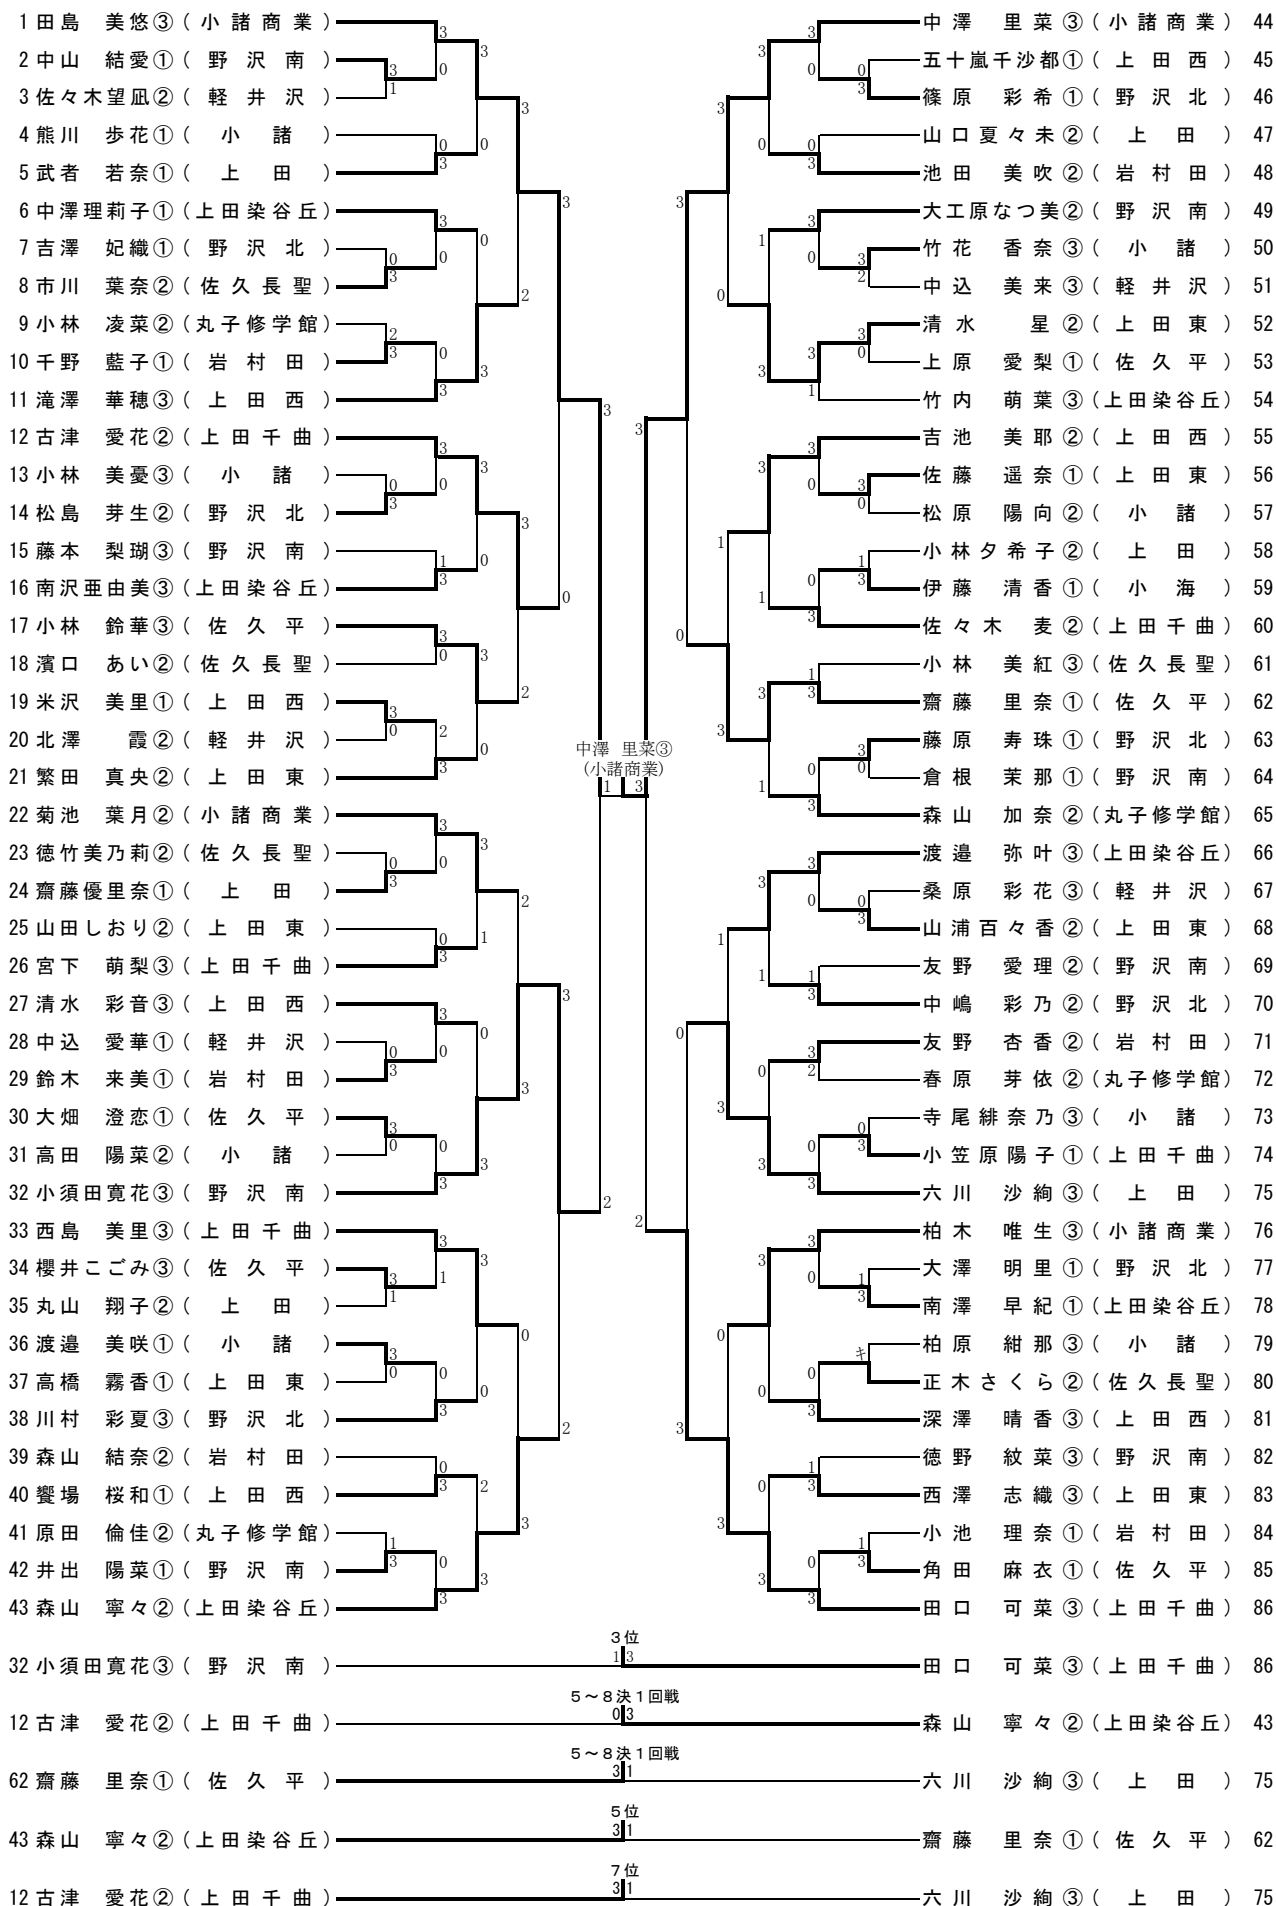 1 田島 美悠③ ( 小諸商業 )
2 中山 結愛① ( 野沢南 )
3 佐々木望凪② ( 軽井沢 )
4 熊川 歩花① ( 小諸 )
5 武者 若奈① ( 上田 )
6 中澤理莉子① (上田染谷丘)
7 吉澤 妃織① ( 野沢北 )
8 市川 葉奈② ( 佐久長聖 )
9 小林 凌菜② (丸子修学館)
10 千野 藍子① ( 岩村田 )
11 滝澤 華穂③ ( 上田西 )
12 古津 愛花② ( 上田千曲 )
13 小林 美憂③ ( 小諸 )
14 松島 芽生② ( 野沢北 )
15 藤本 梨瑚③ ( 野沢南 )
16 南沢亜由美③ (上田染谷丘)
17 小林 鈴華③ ( 佐久平 )
18 濱口 あい② ( 佐久長聖 )
19 米沢 美里① ( 上田西 )
20 北澤 霞② ( 軽井沢 )
21 繁田 真央② ( 上田東 )
22 菊池 葉月② ( 小諸商業 )
23 徳竹美乃莉② ( 佐久長聖 )
24 齋藤優里奈① ( 上田 )
25 山田しおり② ( 上田東 )
26 宮下 萌梨③ ( 上田千曲 )
27 清水 彩音③ ( 上田西 )
28 中込 愛華① ( 軽井沢 )
29 鈴木 来美① ( 岩村田 )
30 大畑 澄恋① ( 佐久平 )
31 高田 陽菜② ( 小諸 )
32 小須田寛花③ ( 野沢南 )
33 西島 美里③ ( 上田千曲 )
34 櫻井こごみ③ ( 佐久平 )
35 丸山 翔子② ( 上田 )
36 渡邉 美咲① ( 小諸 )
37 高橋 霧香① ( 上田東 )
38 川村 彩夏③ ( 野沢北 )
39 森山 結奈② ( 岩村田 )
40 饗場 桜和① ( 上田西 )
41 原田 倫佳② (丸子修学館)
42 井出 陽菜① ( 野沢南 )
43 森山 寧々② (上田染谷丘)
中澤 里菜③
(小諸商業)
1 3
中澤 里菜③ ( 小諸商業 ) 44
五十嵐千沙都① ( 上田西 ) 45
篠原 彩希① ( 野沢北 ) 46
山口夏々未② ( 上田 ) 47
池田 美吹② ( 岩村田 ) 48
大工原なつ美② ( 野沢南 ) 49
竹花 香奈③ ( 小諸 ) 50
中込 美来③ ( 軽井沢 ) 51
清水 星② ( 上田東 ) 52
上原 愛梨① ( 佐久平 ) 53
竹内 萌葉③ (上田染谷丘) 54
吉池 美耶② ( 上田西 ) 55
佐藤 遥奈① ( 上田東 ) 56
松原 陽向② ( 小諸 ) 57
小林夕希子② ( 上田 ) 58
伊藤 清香① ( 小海 ) 59
佐々木 麦② ( 上田千曲 ) 60
小林 美紅③ ( 佐久長聖 ) 61
齋藤 里奈① ( 佐久平 ) 62
藤原 寿珠① ( 野沢北 ) 63
倉根 茉那① ( 野沢南 ) 64
森山 加奈② (丸子修学館) 65
渡邉 弥叶③ (上田染谷丘) 66
桑原 彩花③ ( 軽井沢 ) 67
山浦百々香② ( 上田東 ) 68
友野 愛理② ( 野沢南 ) 69
中嶋 彩乃② ( 野沢北 ) 70
友野 杏香② ( 岩村田 ) 71
春原 芽依② (丸子修学館) 72
寺尾緋奈乃③ ( 小諸 ) 73
小笠原陽子① ( 上田千曲 ) 74
六川 沙絢③ ( 上田 ) 75
柏木 唯生③ ( 小諸商業 ) 76
大澤 明里① ( 野沢北 ) 77
南澤 早紀① (上田染谷丘) 78
柏原 紺那③ ( 小諸 ) 79
キ
正木さくら② ( 佐久長聖 ) 80
深澤 晴香③ ( 上田西 ) 81
徳野 紋菜③ ( 野沢南 ) 82
西澤 志織③ ( 上田東 ) 83
小池 理奈① ( 岩村田 ) 84
角田 麻衣① ( 佐久平 ) 85
田口 可菜③ ( 上田千曲 ) 86
3位
32 小須田寛花③ ( 野沢南 ) 1 3 田口 可菜③ ( 上田千曲 ) 86
5~8決1回戦
12 古津 愛花② ( 上田千曲 ) 0 3 森山 寧々② (上田染谷丘) 43
5~8決1回戦
62 齋藤 里奈① ( 佐久平 ) 3 1 六川 沙絢③ ( 上田 ) 75
5位
43 森山 寧々② (上田染谷丘) 3 1 齋藤 里奈① ( 佐久平 ) 62
7位
12 古津 愛花② ( 上田千曲 ) 3 1 六川 沙絢③ ( 上田 ) 75